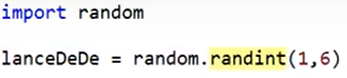 import random
lanceDeDe = random.randint(1,6)